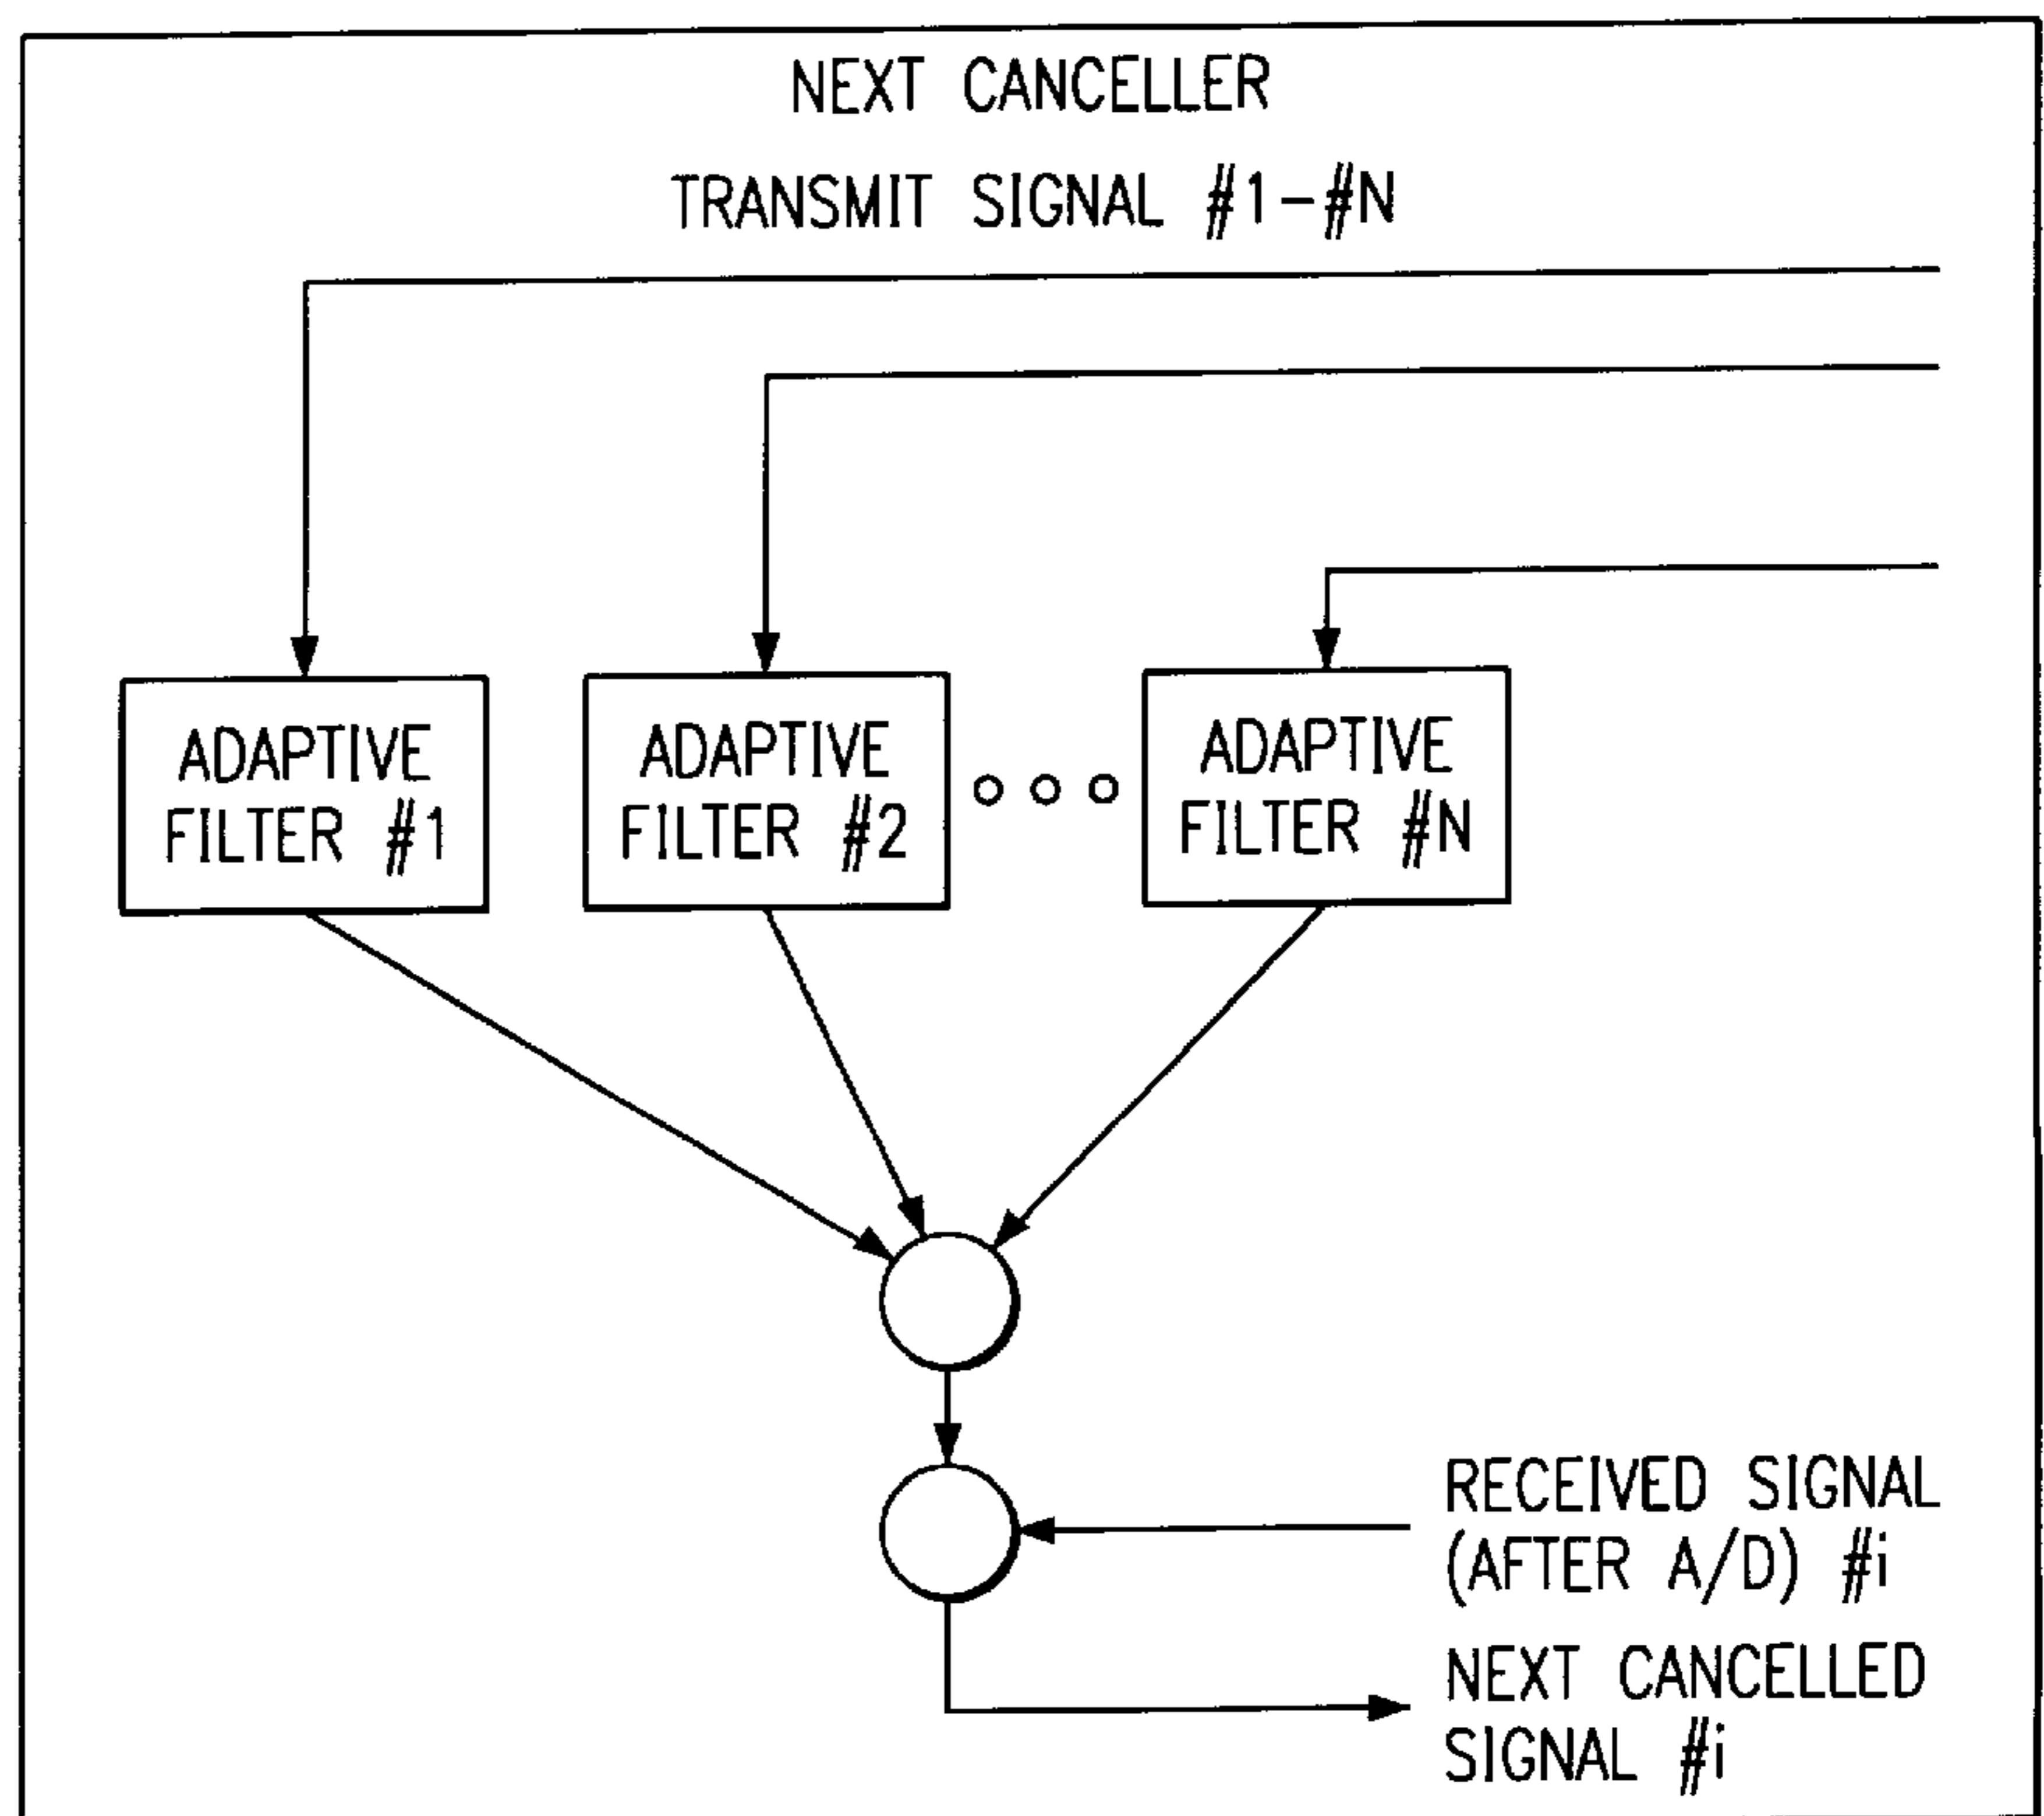 NEXT CANCELLER
TRANSMIT SIGNAL #1-#N
ADAPTIVE
FILTER #1
ADAPTIVE
FILTER #2
ADAPTIVE
FILTER #N
RECEIVED SIGNAL
(AFTER A/D) #i
NEXT CANCELLED
SIGNAL #i